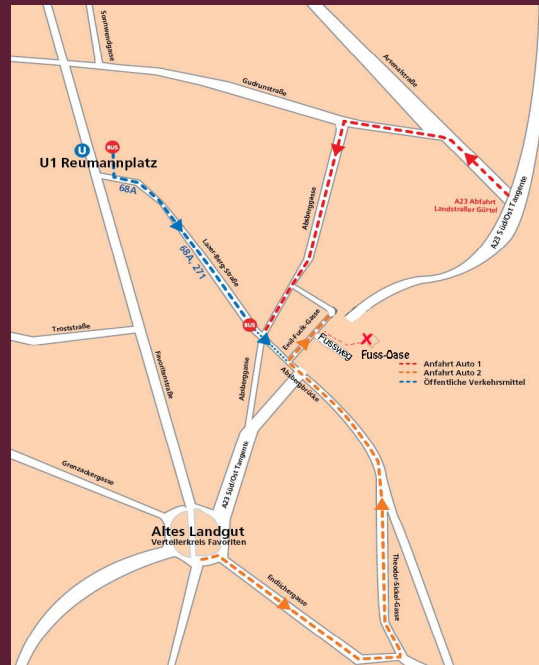 Sonnwendgasse
Arsenalstraße
Gudrunstraße
BUS
U
U1 Reumannplatz
68A
Absberggasse
A23 Abfahrt
Landstraßer Gürtel
A23 Süd/Ost Tangente
Laaer-Berg-Straße
68A, 271
BUS
Emil-Fucik-Gasse
Fussweg
X
Fuss-Oase
Troststraße
Favoritenstraße
Absberggasse
Absbergbrücke
Anfahrt Auto 1
Anfahrt Auto 2
Öffentliche Verkehrsmittel
Grenzackergasse
A23 Süd/Ost Tangente
Altes Landgut
Verteilerkreis Favoriten
Endlichergasse
Theodor-Sickel-Gasse